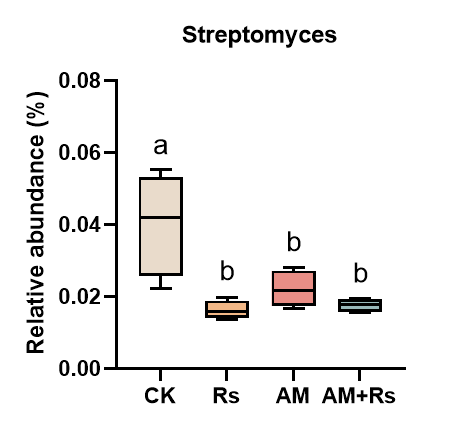 Streptomyces
Relative abundance (%)
0.08
0.06
0.04
0.02
0.00
a
b
b
b
CK Rs AM AM+Rs